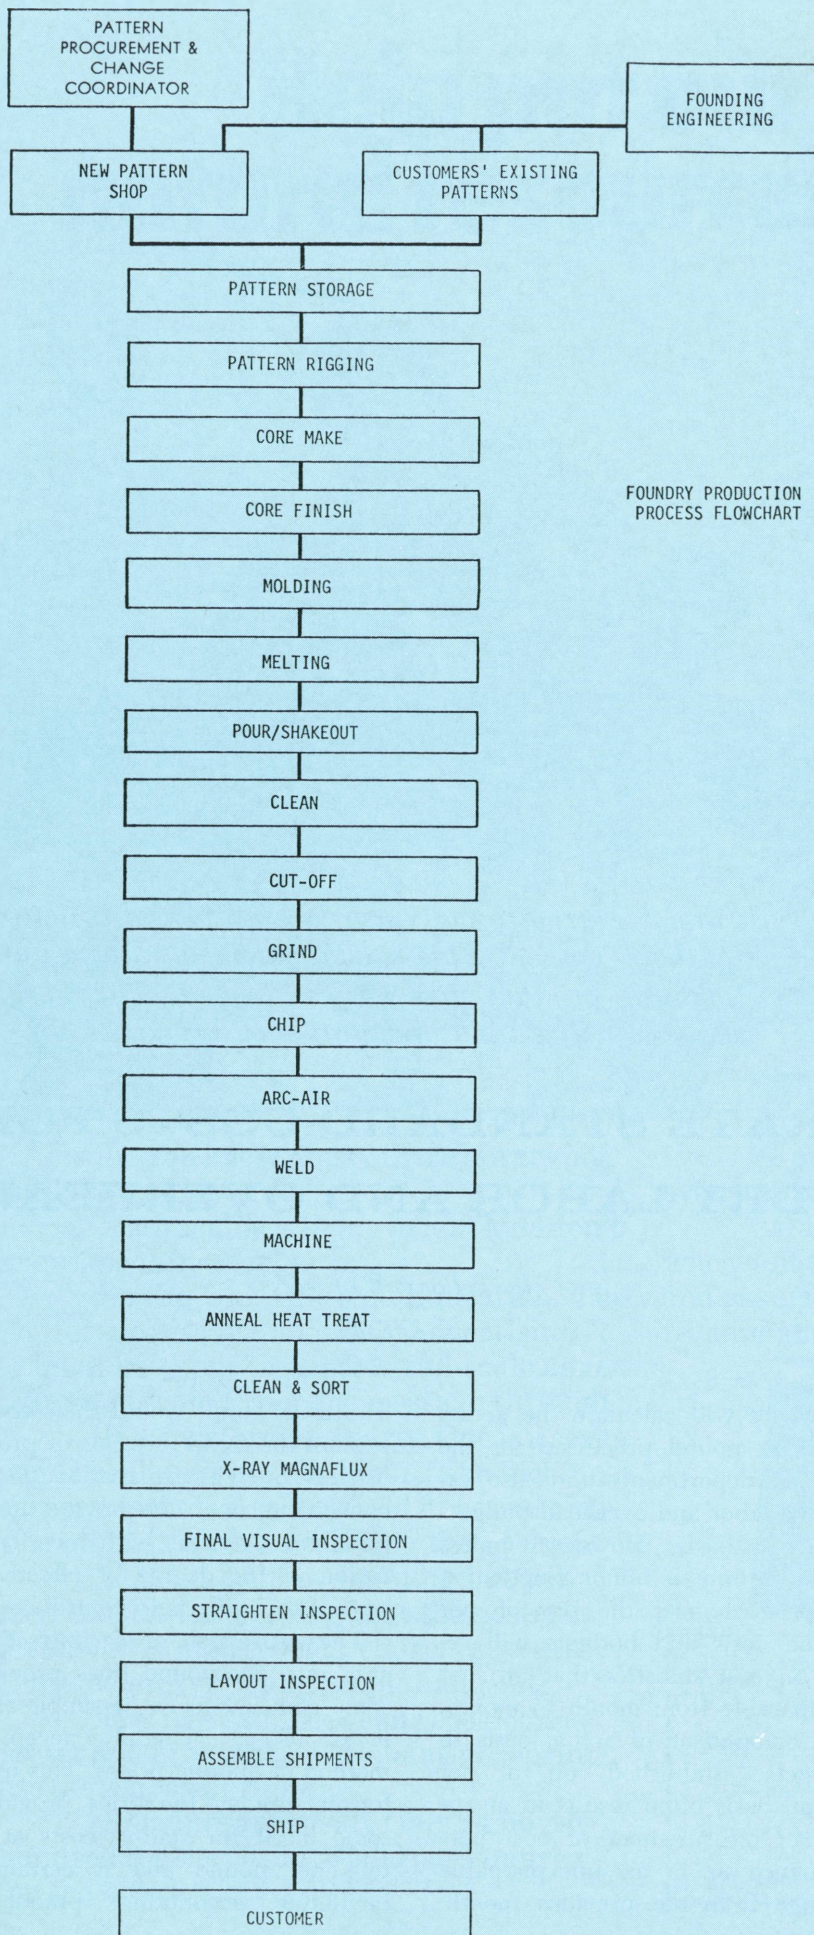 PATTERN
PROCUREMENT &
CHANGE
COORDINATOR
FOUNDING
ENGINEERING
NEW PATTERN
SHOP
CUSTOMERS' EXISTING
PATTERNS
PATTERN STORAGE
PATTERN RIGGING
CORE MAKE
CORE FINISH
FOUNDRY PRODUCTION
PROCESS FLOWCHART
MOLDING
MELTING
POUR/SHAKEOUT
CLEAN
CUT-OFF
GRIND
CHIP
ARC-AIR
WELD
MACHINE
ANNEAL HEAT TREAT
CLEAN & SORT
X-RAY MAGNAFLUX
FINAL VISUAL INSPECTION
STRAIGHTEN INSPECTION
LAYOUT INSPECTION
ASSEMBLE SHIPMENTS
SHIP
CUSTOMER